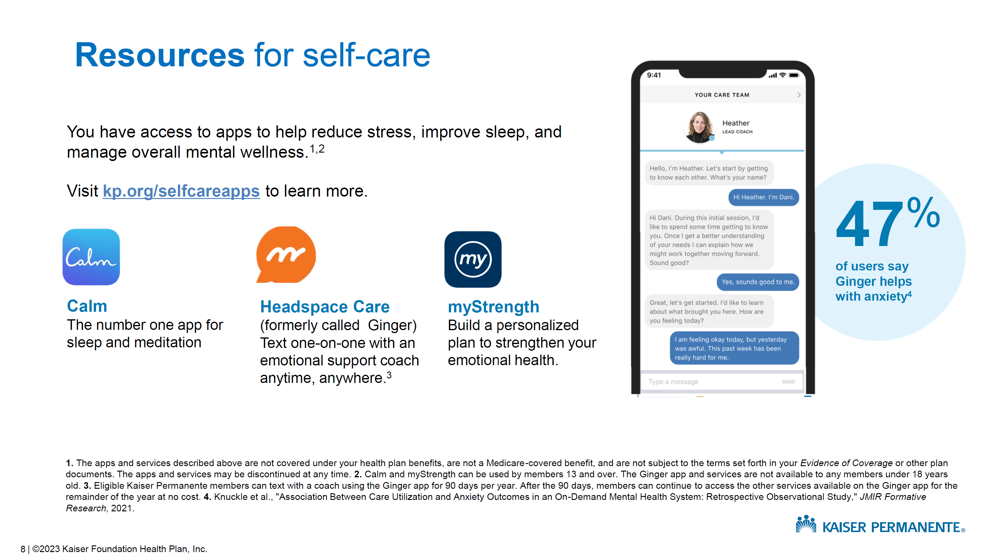 Resources for self-care
You have access to apps to help reduce stress, improve sleep, and
manage overall mental wellness.1,2
Visit kp.org/selfcareapps to learn more.
Calm
Calm
The number one app for
sleep and meditation
Headspace Care
(formerly called  Ginger)
Text one-on-one with an
emotional support coach
anytime, anywhere.3
my
myStrength
Build a personalized
plan to strengthen your
emotional health.
9:41
YOUR CARE TEAM
Heather
LEAD COACH
Hello, I'm Heather. Let's start by getting
to know each other. What's your name?
Hi Heather. I'm Dani.
Hi Dani. During this initial session, I'd
like to spend some time getting to know
you. Once I get a better understanding
of your needs I can explain how we
might work together moving forward.
Sound good?
Yes, sounds good to me.
Great, let's get started. I'd like to learn
about what brought you here. How are
you feeling today?
I am feeling okay today, but yesterday
was awful. This past week has been
really hard for me.
Type a message SEND
47%
of users say
Ginger helps
with anxiety4
1. The apps and services described above are not covered under your health plan benefits, are not a Medicare-covered benefit, and are not subject to the terms set forth in your Evidence of Coverage or other plan
documents. The apps and services may be discontinued at any time. 2. Calm and myStrength can be used by members 13 and over. The Ginger app and services are not available to any members under 18 years
old. 3. Eligible Kaiser Permanente members can text with a coach using the Ginger app for 90 days per year. After the 90 days, members can continue to access the other services available on the Ginger app for the
remainder of the year at no cost. 4. Knuckle et al., "Association Between Care Utilization and Anxiety Outcomes in an On-Demand Mental Health System: Retrospective Observational Study," JMIR Formative
Research, 2021.
KAISER PERMANENTE®
8 | ©2023 Kaiser Foundation Health Plan, Inc.